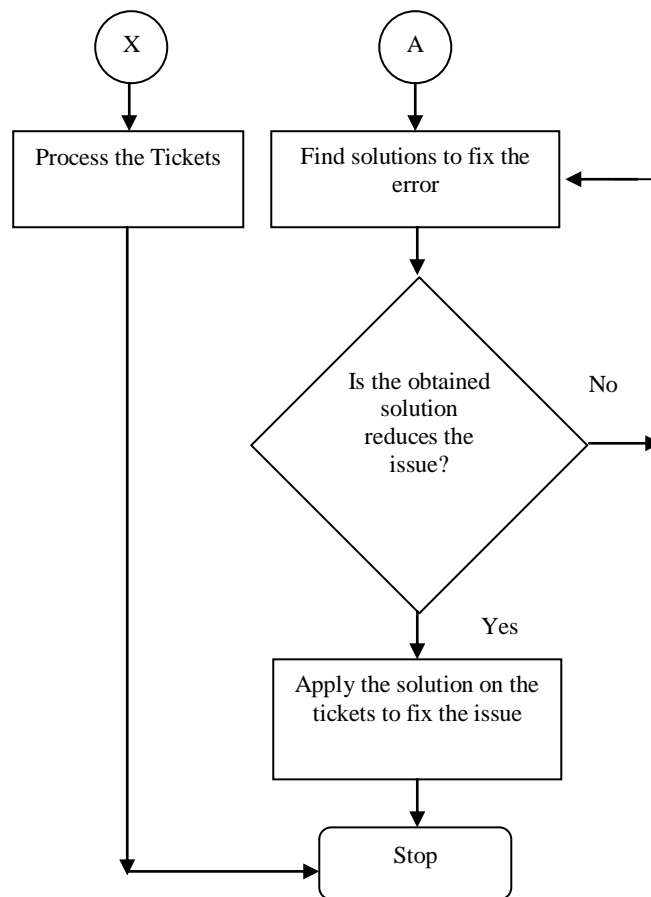 X
A
Process the Tickets
Find solutions to fix the
error
Is the obtained
solution
reduces the
issue?
No
Yes
Apply the solution on the
tickets to fix the issue
Stop